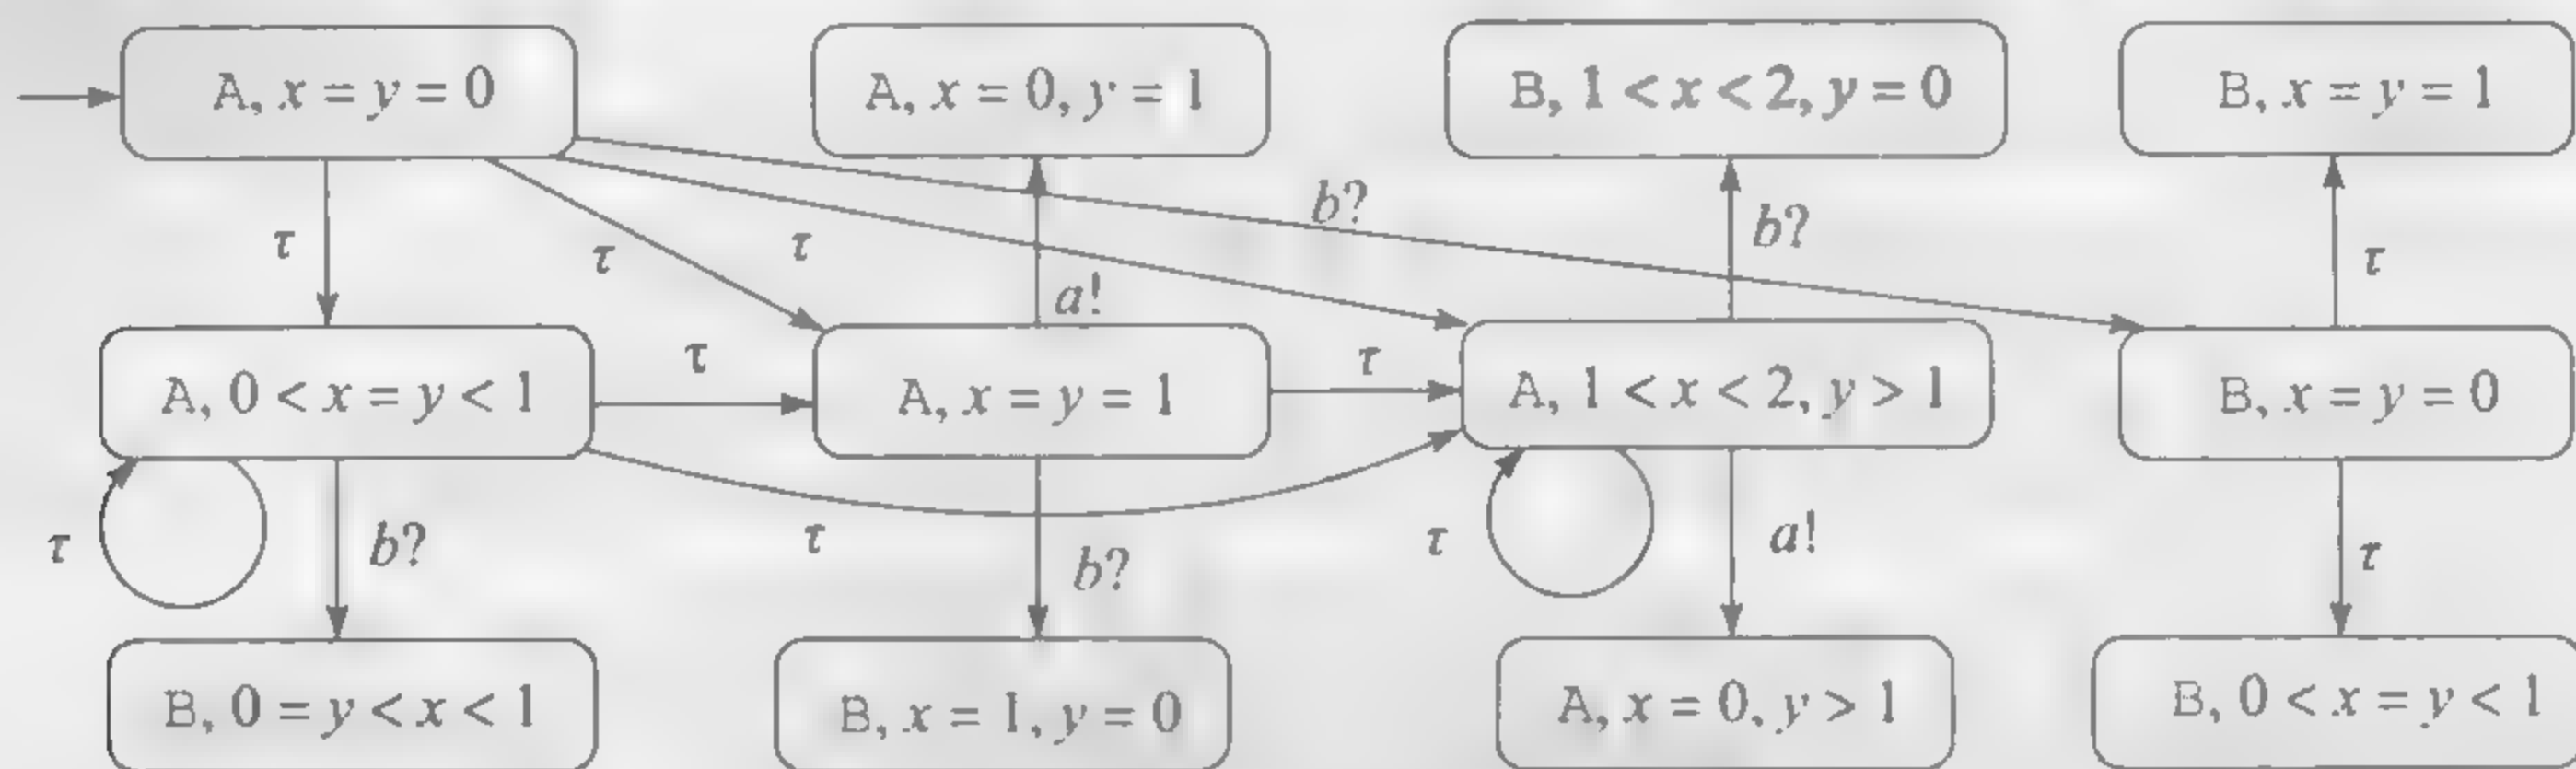 A, x = y = 0
A, x = 0, y = 1
B, 1 < x < 2, y = 0
B, x = y = 1
b?
τ
τ
τ
a!
b?
τ
A, 0 < x = y < 1
τ
A, x = y = 1
τ
A, 1 < x < 2, y > 1
B, x = y = 0
τ
b?
τ
b?
τ
a!
τ
B, 0 = y < x < 1
B, x = 1, y = 0
A, x = 0, y > 1
B, 0 < x = y < 1